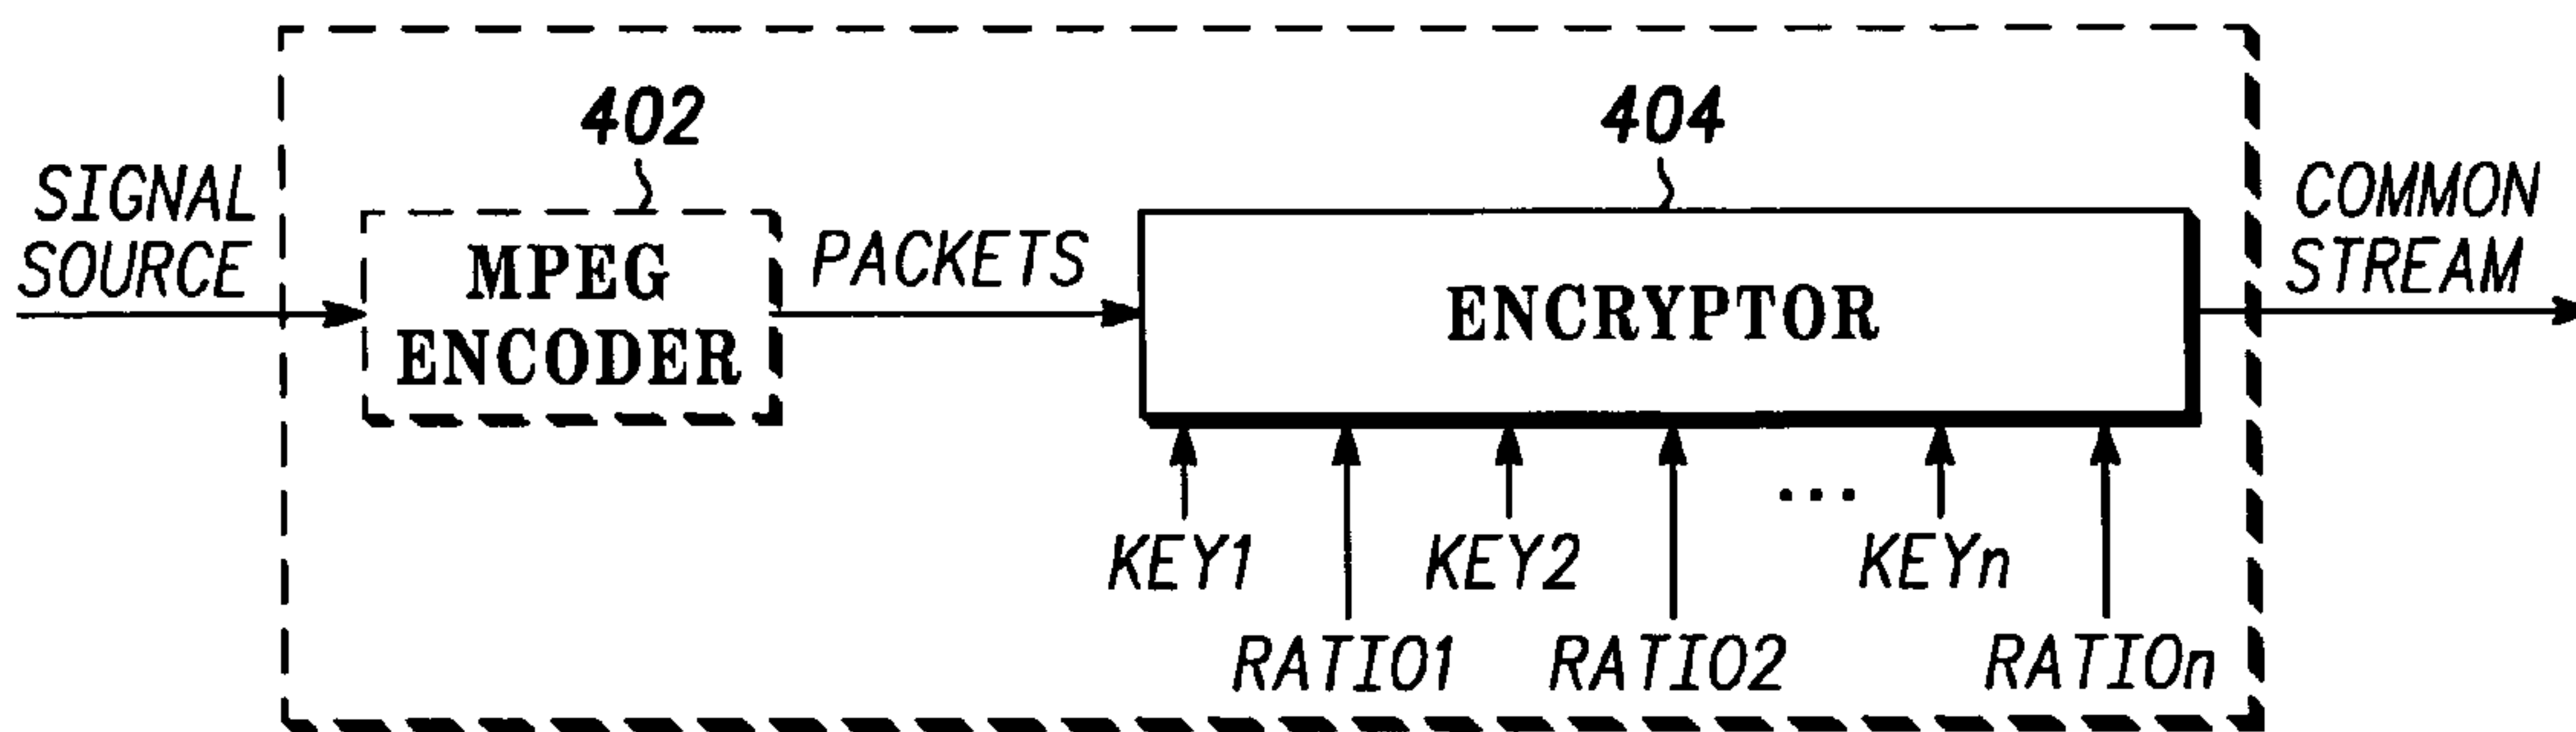 402
404
SIGNAL
SOURCE
MPEG
ENCODER
PACKETS
ENCRYPTOR
COMMON
STREAM
...
KEY1
KEY2
KEYn
RATIO1
RATIO2
RATIOn